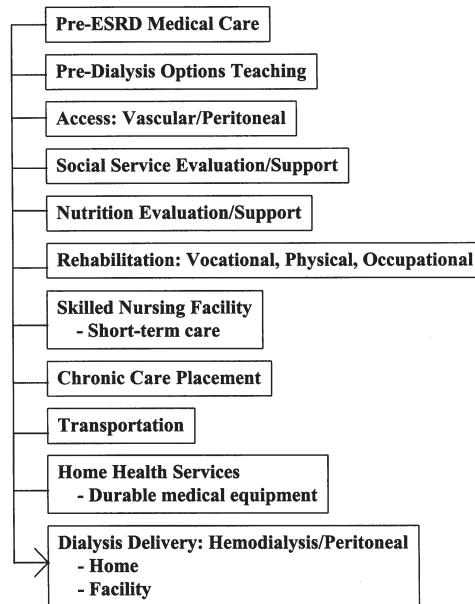 Pre-ESRD Medical Care
Pre-Dialysis Options Teaching
Access: Vascular/Peritoneal
Social Service Evaluation/Support
Nutrition Evaluation/Support
Rehabilitation: Vocational, Physical, Occupational
Skilled Nursing Facility
- Short-term care
Chronic Care Placement
Transportation
Home Health Services
- Durable medical equipment
Dialysis Delivery: Hemodialysis/Peritoneal
- Home
- Facility